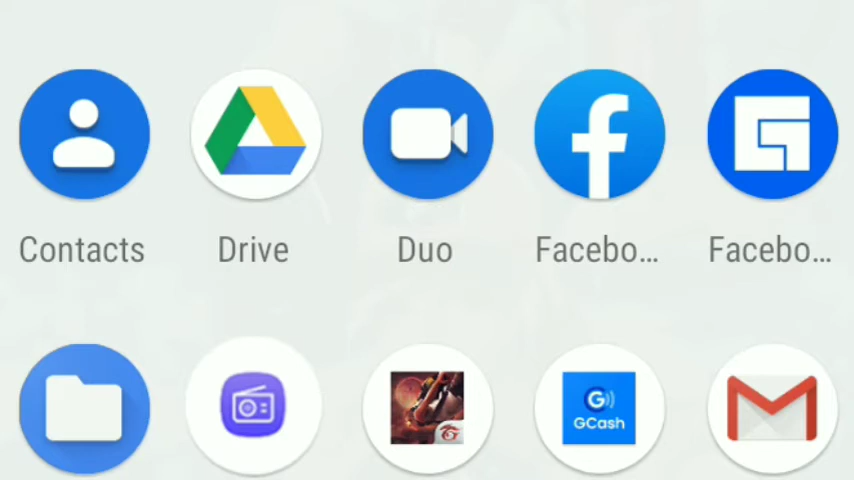 Contacts
Drive
Duo
Facebo...
Facebo...
G
GCash